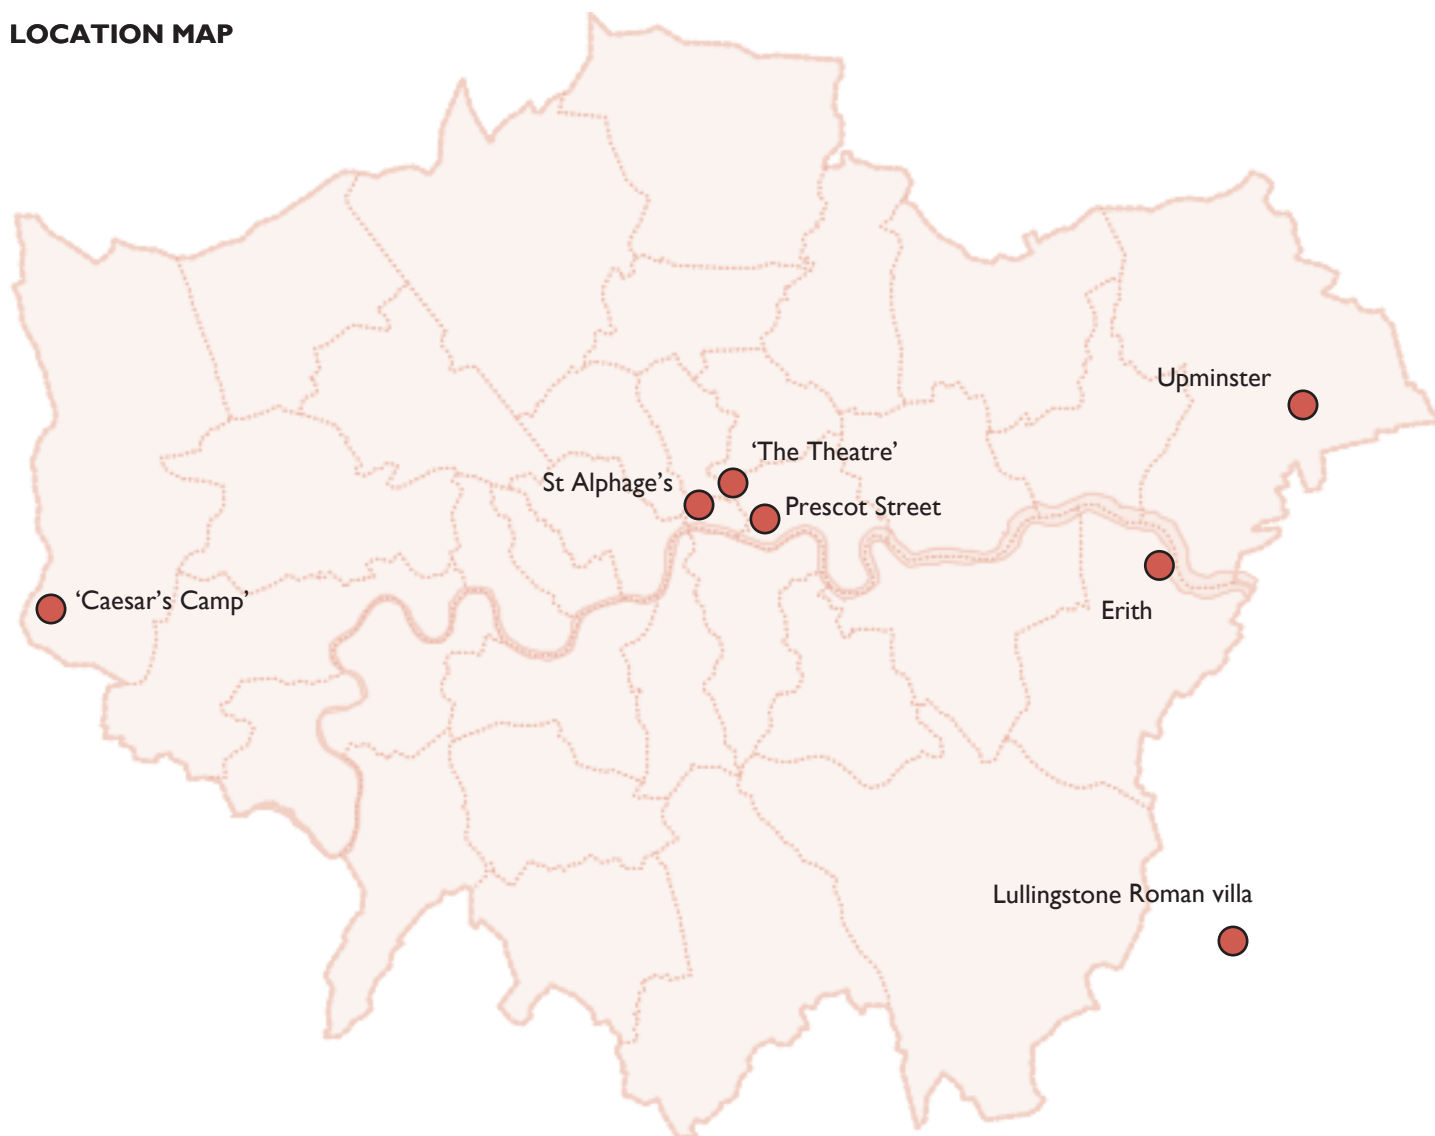 LOCATION MAP
Upminster
‘The Theatre’
St Alphage’s
Prescot Street
‘Caesar’s Camp’
Erith
Lullingstone Roman villa